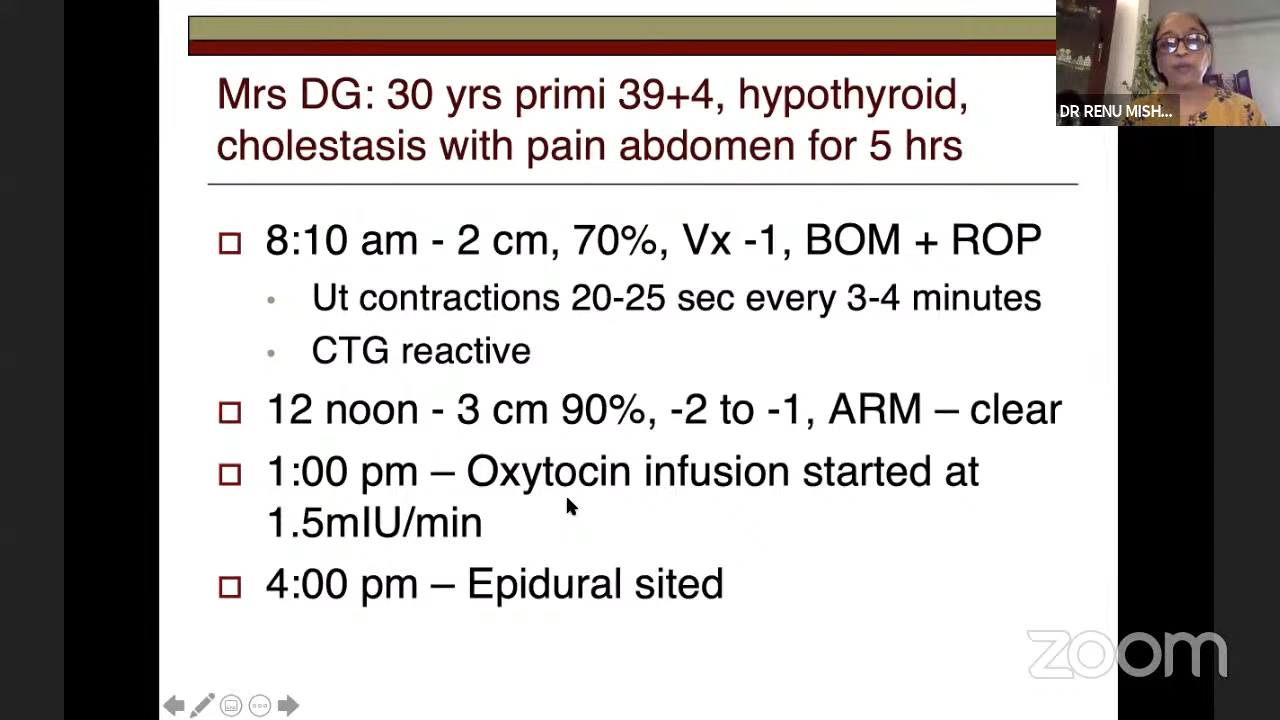 DR RENU MISH...
Mrs DG: 30 yrs primi 39+4, hypothyroid,
cholestasis with pain abdomen for 5 hrs
8:10 am - 2 cm, 70%, Vx -1, BOM + ROP
Ut contractions 20-25 sec every 3-4 minutes
CTG reactive
12 noon - 3 cm 90%, -2 to -1, ARM – clear
1:00 pm – Oxytocin infusion started at
1.5mIU/min
4:00 pm – Epidural sited
zoom